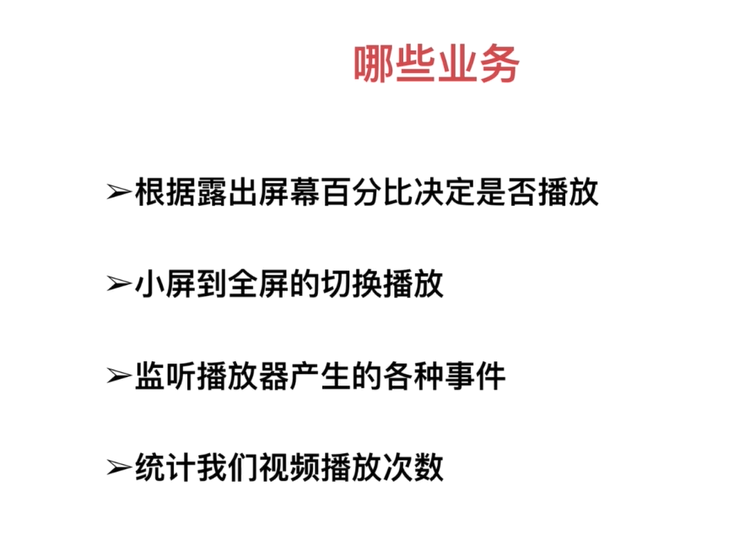 哪些业务
➢根据露出屏幕百分比决定是否播放
➢小屏到全屏的切换播放
➢监听播放器产生的各种事件
➢统计我们视频播放次数